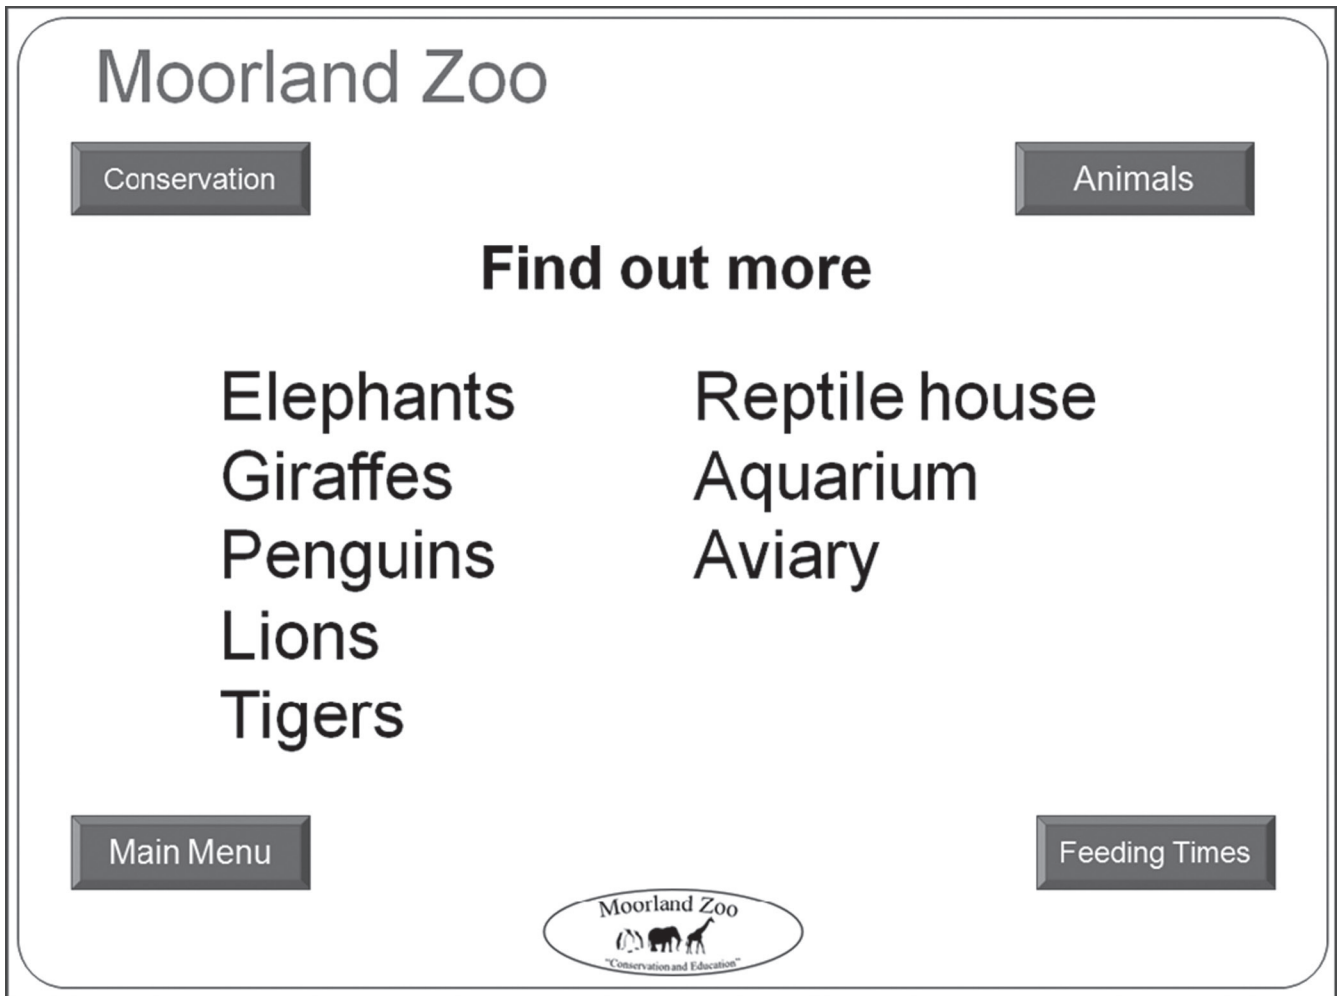 Moorland Zoo
Conservation
Animals
Find out more
Elephants
Giraffes
Penguins
Lions
Tigers
Reptile house
Aquarium
Aviary
Main Menu
Feeding Times
Moorland Zoo
"Conservation and Education"